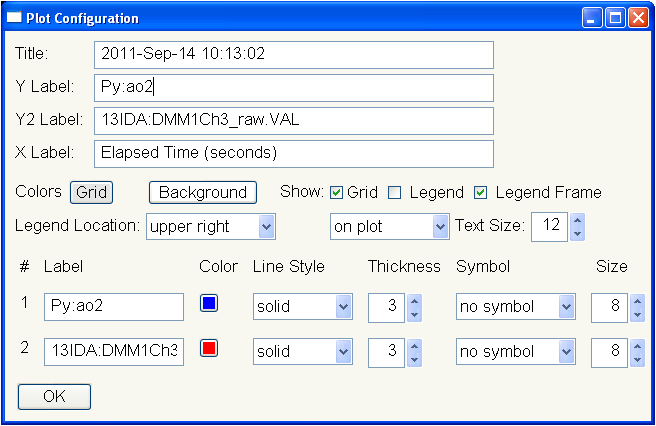 Plot Configuration
Title: 2011-Sep-14 10:13:02
Y Label: Py:ao2
Y2 Label: 13IDA:DMM1Ch3_raw.VAL
X Label: Elapsed Time (seconds)
Colors Grid Background Show: Grid Legend Legend Frame
Legend Location: upper right on plot Text Size: 12
# Label Color Line Style Thickness Symbol Size
1 Py:ao2 solid 3 no symbol 8
2 13IDA:DMM1Ch3 solid 3 no symbol 8
OK